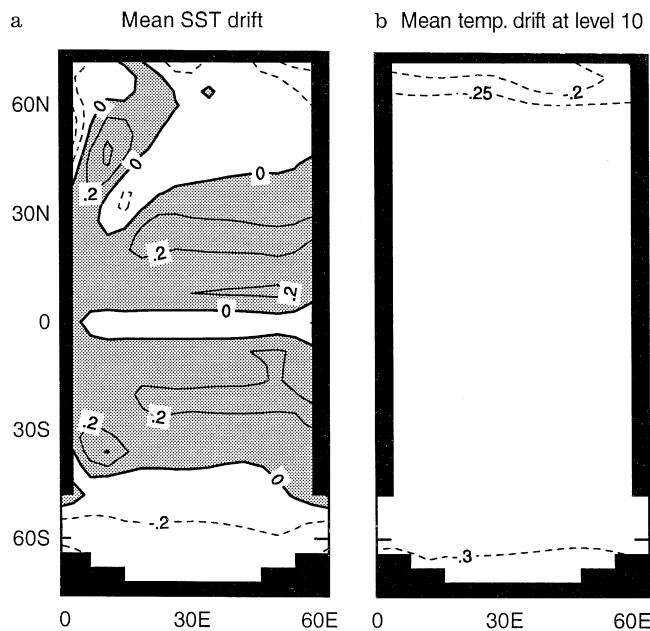 a Mean SST drift
b Mean temp. drift at level 10
60N
30N
0
30S
60S
0
0
.2
0
.2
.2
0
.2
.2
0
-.2
-.2
.25
-.3
0 30E 60E
0 30E 60E